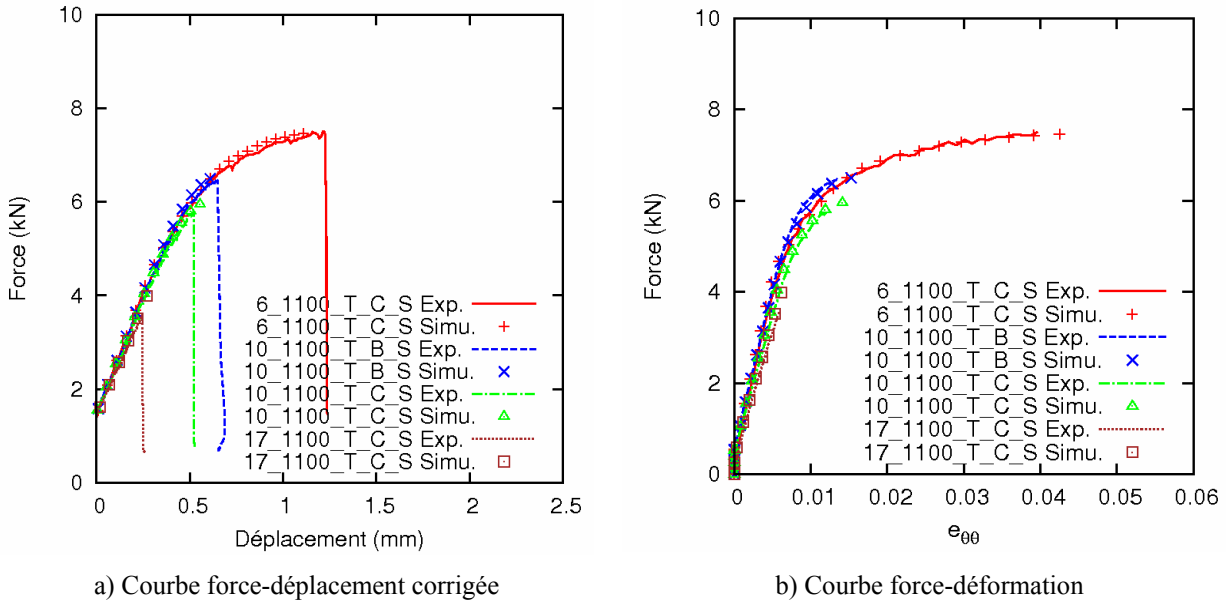 10
8
6
4
2
0
Force (kN)
6_1100_T_C_S Exp.
6_1100_T_C_S Simu.
10_1100_T_B_S Exp.
10_1100_T_B_S Simu.
10_1100_T_C_S Exp.
10_1100_T_C_S Simu.
17_1100_T_C_S Exp.
17_1100_T_C_S Simu.
0 0.5 1 1.5 2 2.5
Déplacement (mm)
a) Courbe force-déplacement corrigée
10
8
6
4
2
0
Force (kN)
6_1100_T_C_S Exp.
6_1100_T_C_S Simu.
10_1100_T_B_S Exp.
10_1100_T_B_S Simu.
10_1100_T_C_S Exp.
10_1100_T_C_S Simu.
17_1100_T_C_S Exp.
17_1100_T_C_S Simu.
0 0.01 0.02 0.03 0.04 0.05 0.06
eθθ
b) Courbe force-déformation